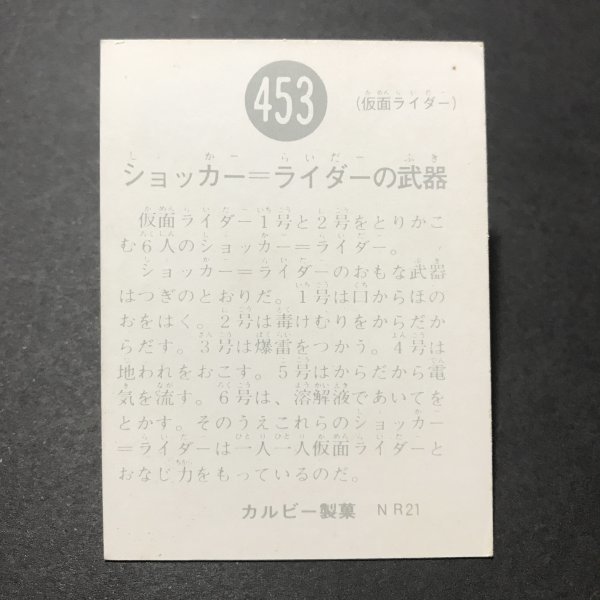 453
(仮面ライダー)
ショッカー=ライダーの武器
仮面ライダー1号と2号をとりかこ
む6人のショッカー=ライダー。
ショッカー=ライダーのおもな武器
はつぎのとおりだ。1号は口からほの
おをはく。2号は毒けむりをからだか
らだす。3号は爆雷をつかう。4号は
地われをおこす。5号はからだから電
気を流す。6号は、溶解液であいてを
とかす。そのうえこれらのショッカー
=ライダーは一人一人仮面ライダーと
おなじ力をもっているのだ。
カルビー製菓 NR21